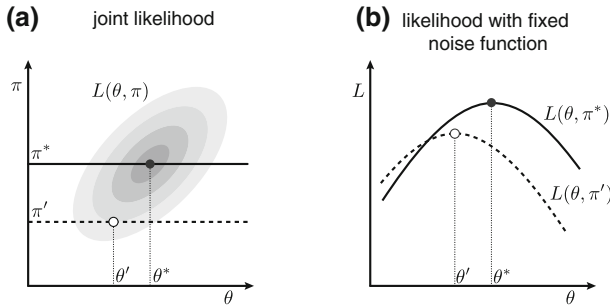 (a) joint likelihood
π
L(θ, π)
π*
π′
θ′ θ*
θ
(b) likelihood with fixed
noise function
L
L(θ, π*)
L(θ, π′)
θ′ θ*
θ